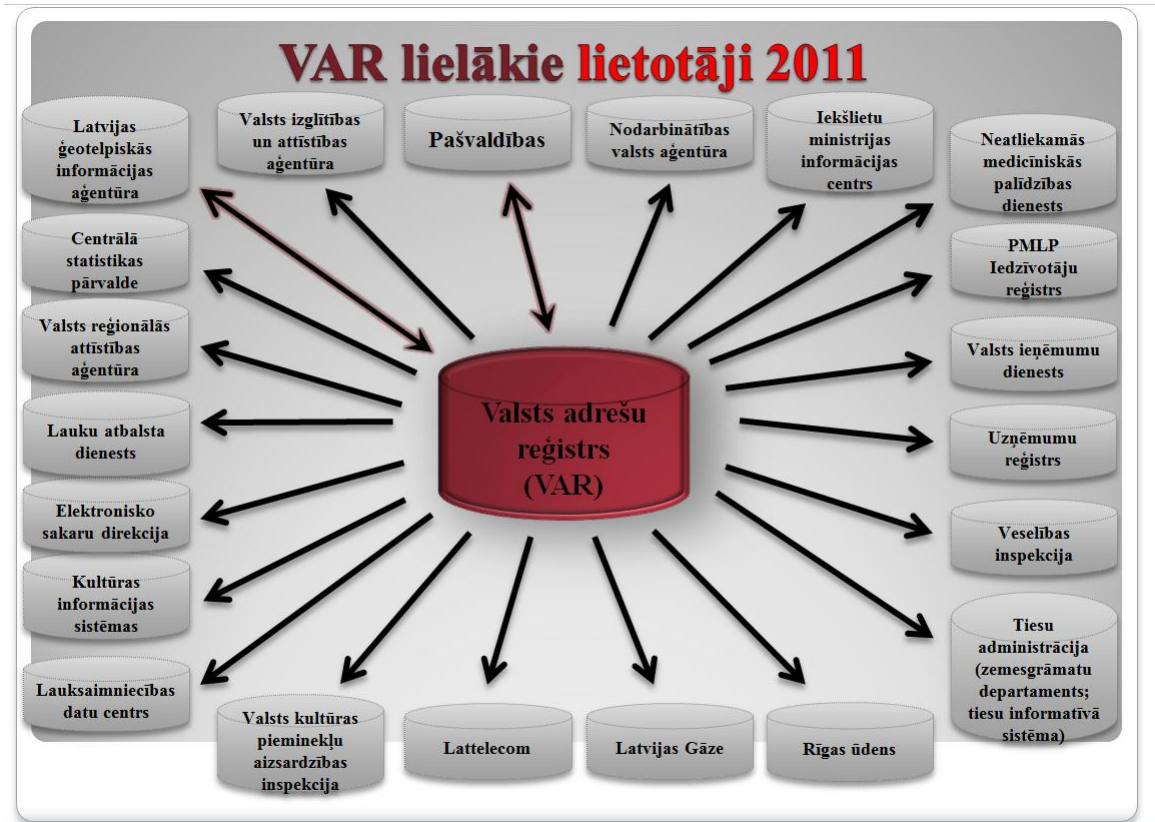 VAR lielākie lietotāji 2011
Latvijas
ģeotelpiskās
informācijas
aģentūra
Valsts izglītības
un attīstības
aģentūra
Pašvaldības
Nodarbinātības
valsts aģentūra
Iekšlietu
ministrijas
informācijas
centrs
Neatliekamās
medicīniskās
palīdzības
dienests
Centrālā
statistikas
pārvalde
PMLP
Iedzīvotāju
reģistrs
Valsts reģionālās
attīstības
aģentūra
Valsts ieņēmumu
dienests
Valsts adrešu
reģistrs
(VAR)
Lauku atbalsta
dienests
Uzņēmumu
reģistrs
Elektronisko
sakaru direkcija
Veselības
inspekcija
Kultūras
informācijas
sistēmas
Tiesu
administrācija
(zemesgrāmatu
departaments;
tiesu informatīvā
sistēma)
Lauksaimniecības
datu centrs
Valsts kultūras
pieminekļu
aizsardzības
inspekcija
Lattelecom
Latvijas Gāze
Rīgas ūdens